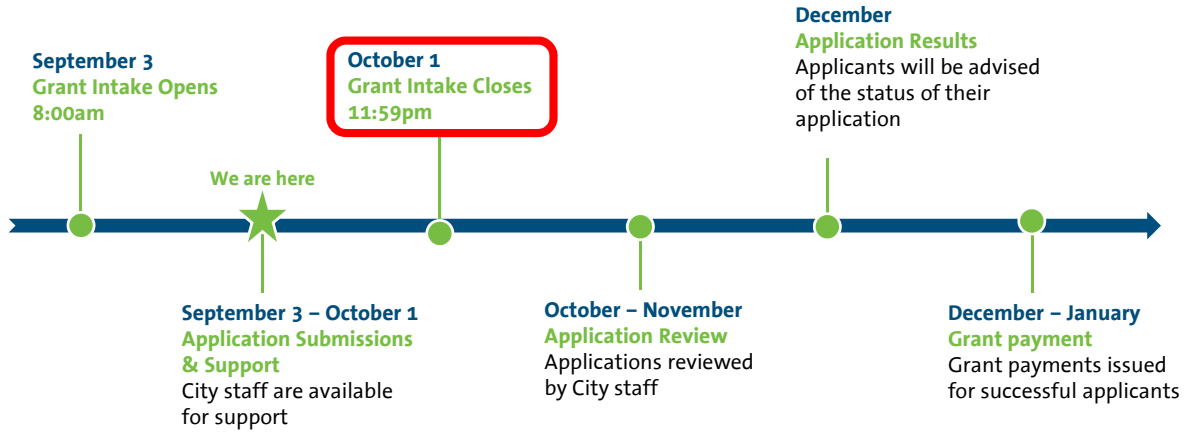 September 3
Grant Intake Opens
8:00am
We are here
September 3 – October 1
Application Submissions
& Support
City staff are available
for support
October 1
Grant Intake Closes
11:59pm
October – November
Application Review
Applications reviewed
by City staff
December
Application Results
Applicants will be advised
of the status of their
application
December – January
Grant payment
Grant payments issued
for successful applicants